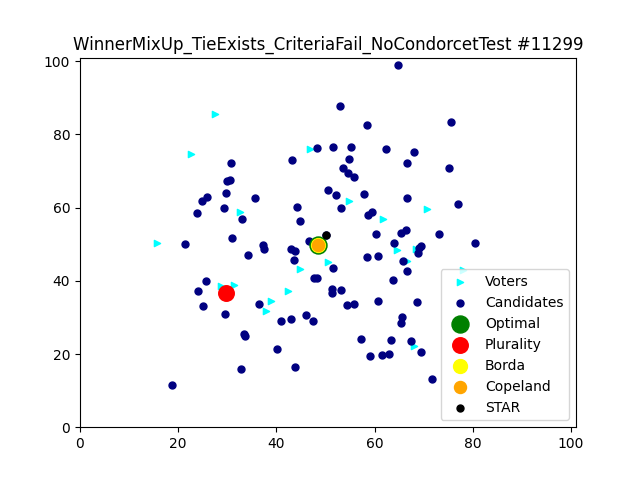 WinnerMixUp_TieExists_CriteriaFail_NoCondorcetTest #11299
100
80
60
40
20
0
0 20 40 60 80 100
Voters
Candidates
Optimal
Plurality
Borda
Copeland
STAR